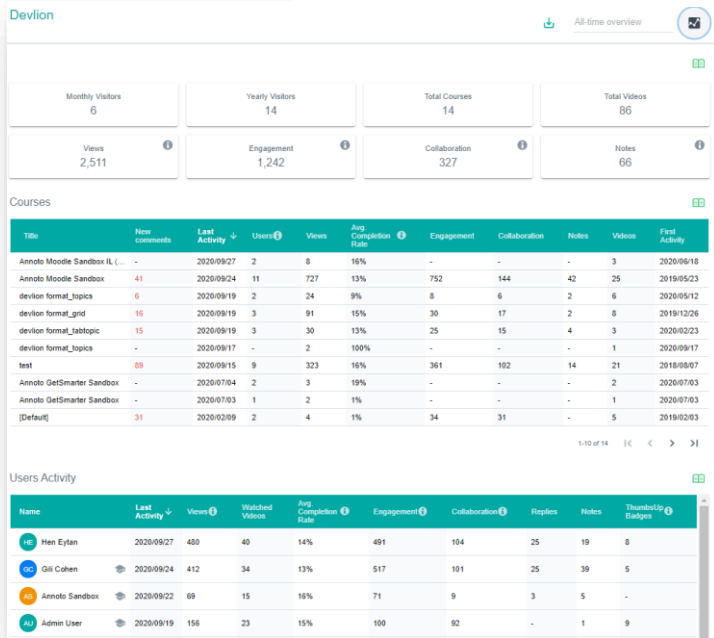 Devlion
All-time overview
Monthly Visitors
6
Yearly Visitors
14
Total Courses
14
Total Videos
86
Views
2,511
Engagement
1,242
Collaboration
327
Notes
66
Courses
Title New comments Last Activity Users Views Avg. Completion Rate Engagement Collaboration Notes Videos First Activity
Annoto Moodle Sandbox IL (... - 2020/09/27 2 8 16% - - - 3 2020/06/18
Annoto Moodle Sandbox 41 2020/09/24 11 727 13% 752 144 42 25 2019/05/23
devlion format_topics 6 2020/09/19 2 24 9% 8 6 2 6 2020/05/12
devlion format_grid 16 2020/09/19 3 91 15% 30 17 2 8 2019/12/26
devlion format_tabtopic 15 2020/09/19 3 30 13% 25 15 4 3 2020/02/23
devlion format_topics - 2020/09/17 - 2 100% - - - 1 2020/09/17
test 89 2020/09/15 9 323 16% 361 102 14 21 2018/08/07
Annoto GetSmarter Sandbox - 2020/07/04 2 3 19% - - - 2 2020/07/03
Annoto GetSmarter Sandbox - 2020/07/03 1 2 1% - - - 1 2020/07/03
[Default] 31 2020/02/09 2 4 1% 34 31 - 5 2019/02/03
1-10 of 14
Users Activity
Name Last Activity Views Watched Videos Avg. Completion Rate Engagement Collaboration Replies Notes ThumbsUp Badges
HE Hen Eytan 2020/09/27 480 40 14% 491 104 25 19 8
GC Gili Cohen 2020/09/24 412 34 13% 517 101 25 39 5
AS Annoto Sandbox 2020/09/22 69 15 16% 71 9 3 5 -
AU Admin User 2020/09/19 156 23 15% 100 92 - 1 9